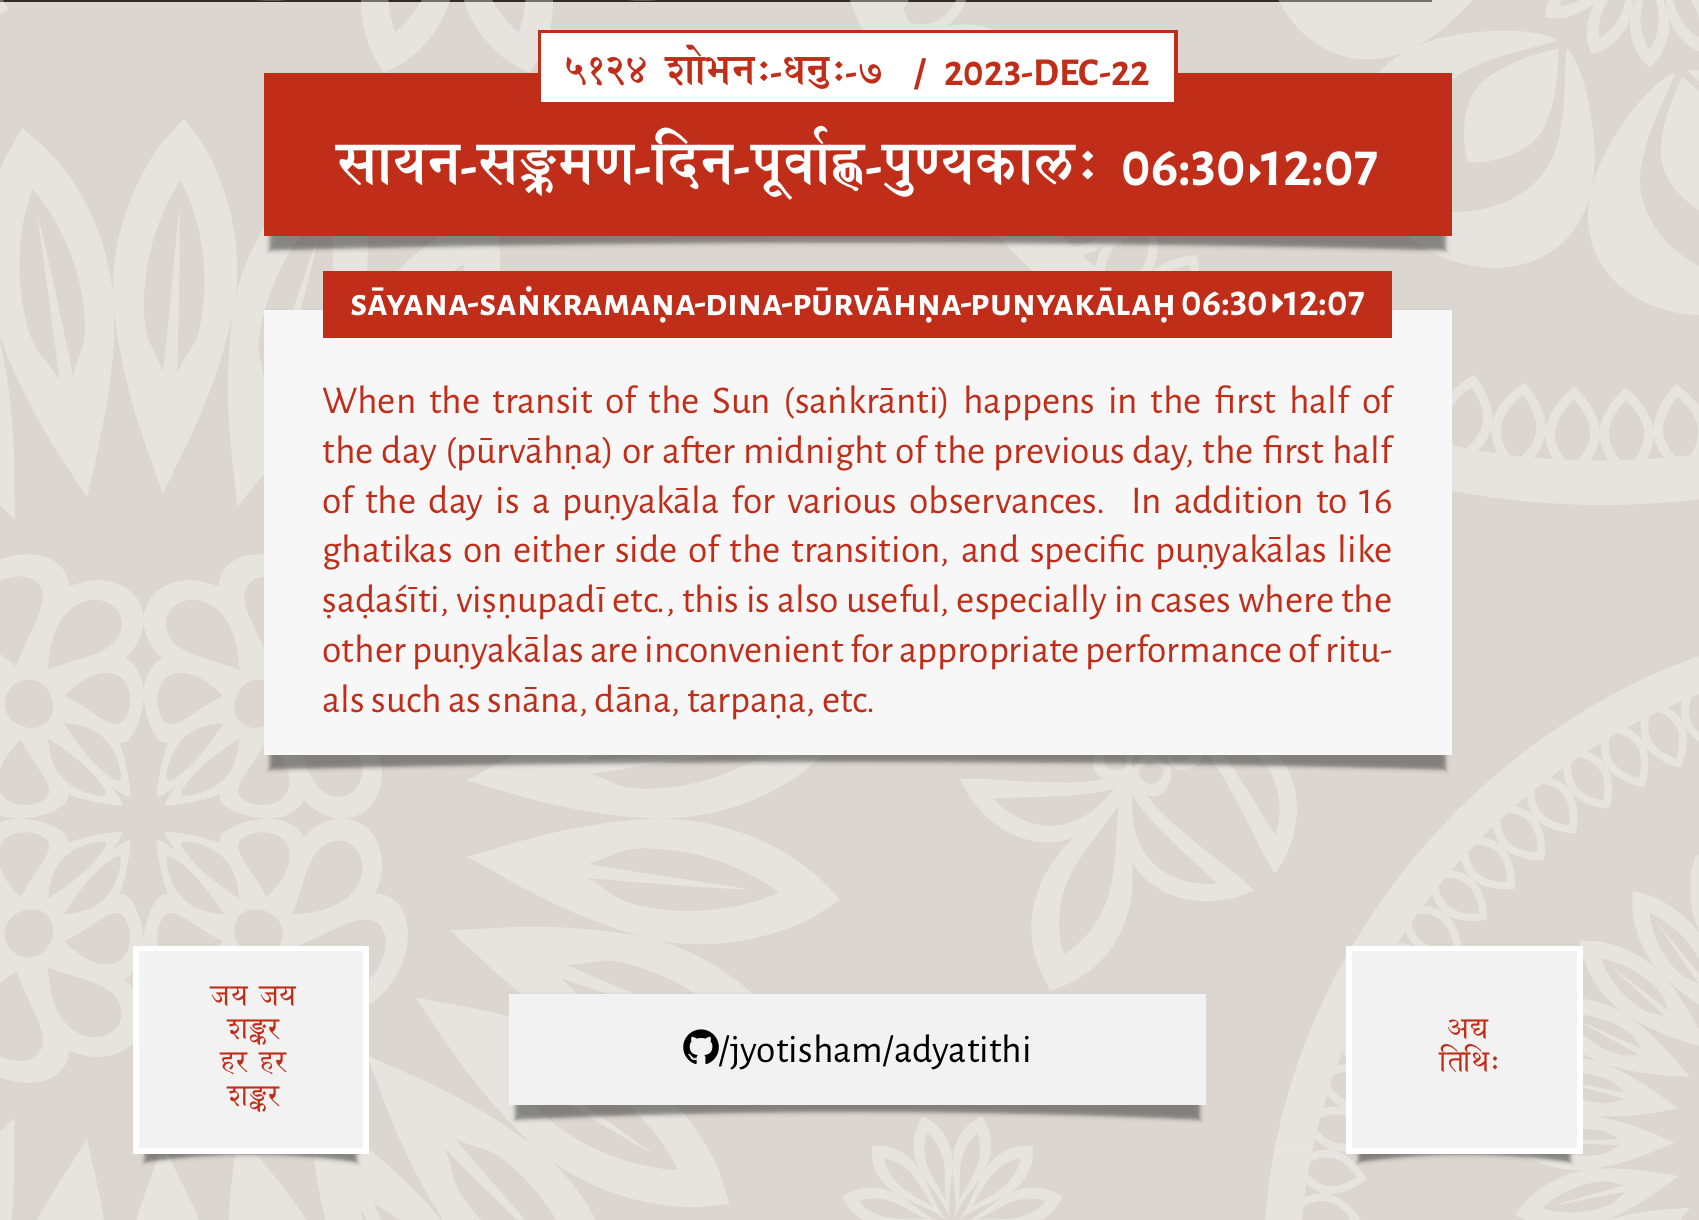 ५१२४ शोभनः-धनुः-७ / 2023-DEC-22
सायन-सङ्क्रमण-दिन-पूर्वाह्ण-पुण्यकालः 06:30▸12:07
SĀYANA-SAṄKRAMAṆA-DINA-PŪRVĀHṆA-PUṆYAKĀLAḤ 06:30▸12:07
When the transit of the Sun (saṅkrānti) happens in the first half of
the day (pūrvāhṇa) or after midnight of the previous day, the first half
of the day is a puṇyakāla for various observances. In addition to 16
ghatikas on either side of the transition, and specific puṇyakālas like
ṣaḍaśīti, viṣṇupadī etc., this is also useful, especially in cases where the
other puṇyakālas are inconvenient for appropriate performance of ritu-
als such as snāna, dāna, tarpaṇa, etc.
जय जय
शङ्कर
हर हर
शङ्कर
/jyotisham/adyatithi
अद्य
तिथिः